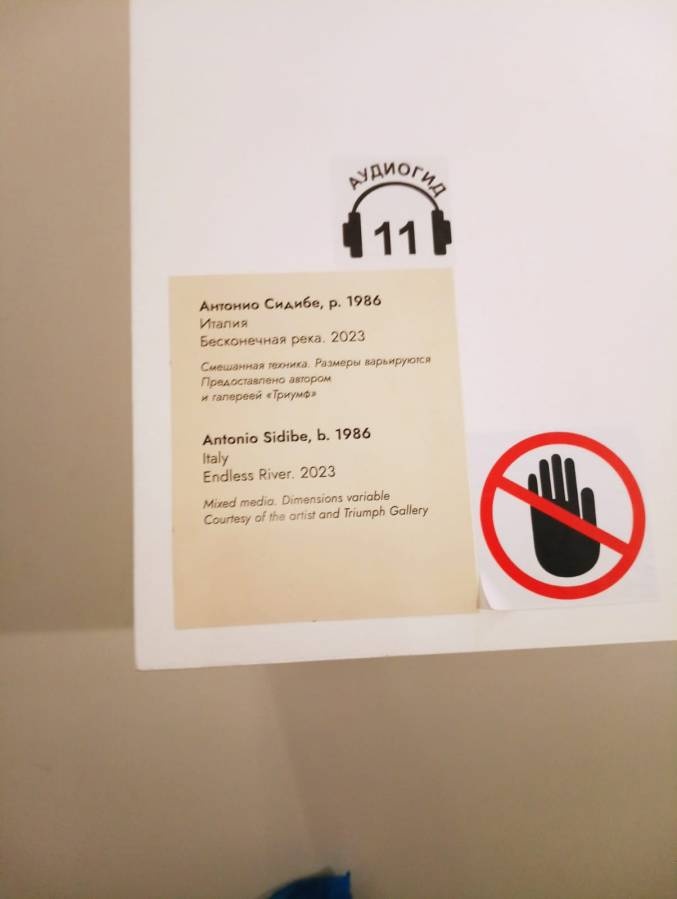 АУДИОГИД
11
Антонио Сидибе, р. 1986
Италия
Бесконечная река. 2023
Смешанная техника. Размеры варьируются
Предоставлено автором
и галереей «Триумф»
Antonio Sidibe, b. 1986
Italy
Endless River. 2023
Mixed media. Dimensions variable
Courtesy of the artist and Triumph Gallery